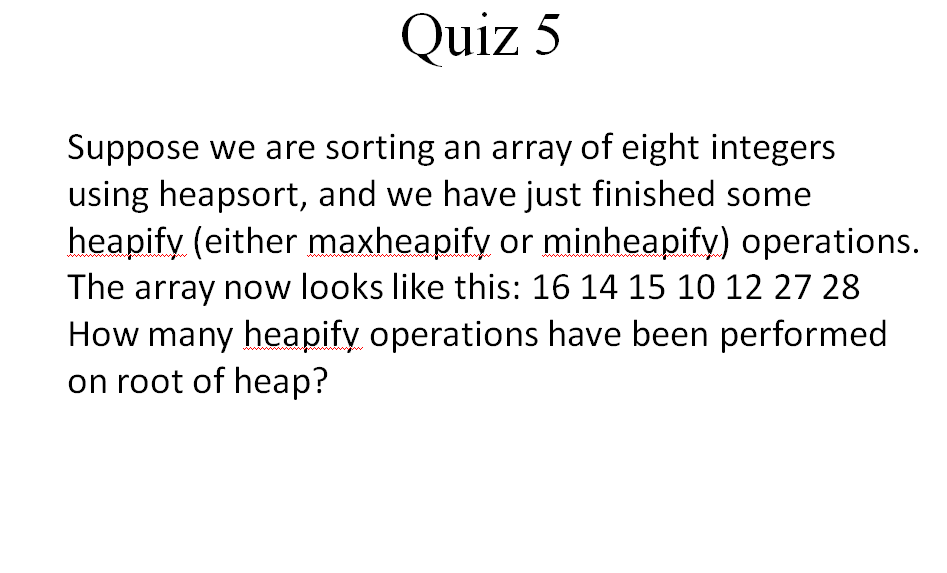 Quiz 5
Suppose we are sorting an array of eight integers
using heapsort, and we have just finished some
heapify (either maxheapify or minheapify) operations.
The array now looks like this: 16 14 15 10 12 27 28
How many heapify operations have been performed
on root of heap?